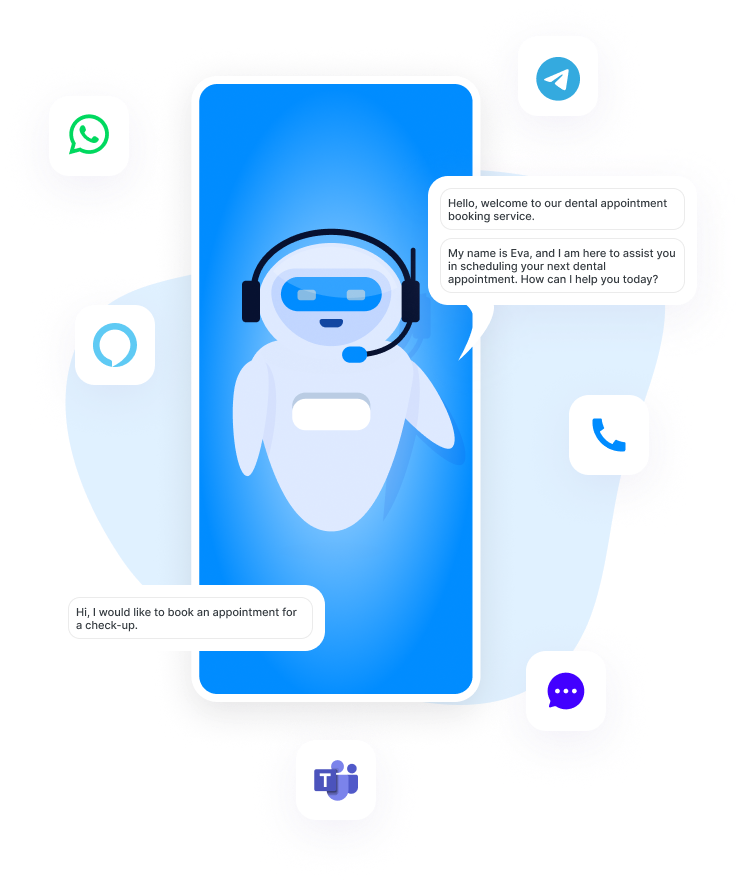 Hello, welcome to our dental appointment
booking service.
My name is Eva, and I am here to assist you
in scheduling your next dental
appointment. How can I help you today?
Hi, I would like to book an appointment for
a check-up.
T